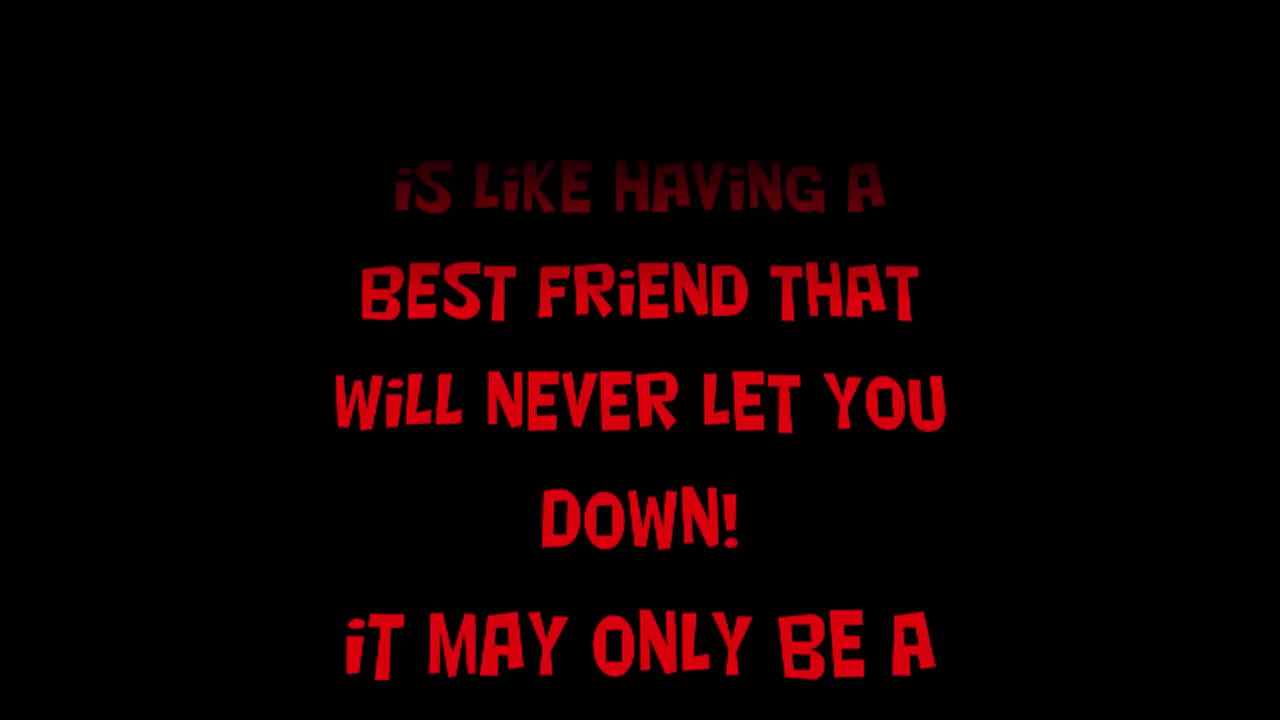 iS LiKE HAViNG A
BEST FRiEND THAT
WiLL NEVER LET YOU
DOWN!
iT MAY ONLY BE A